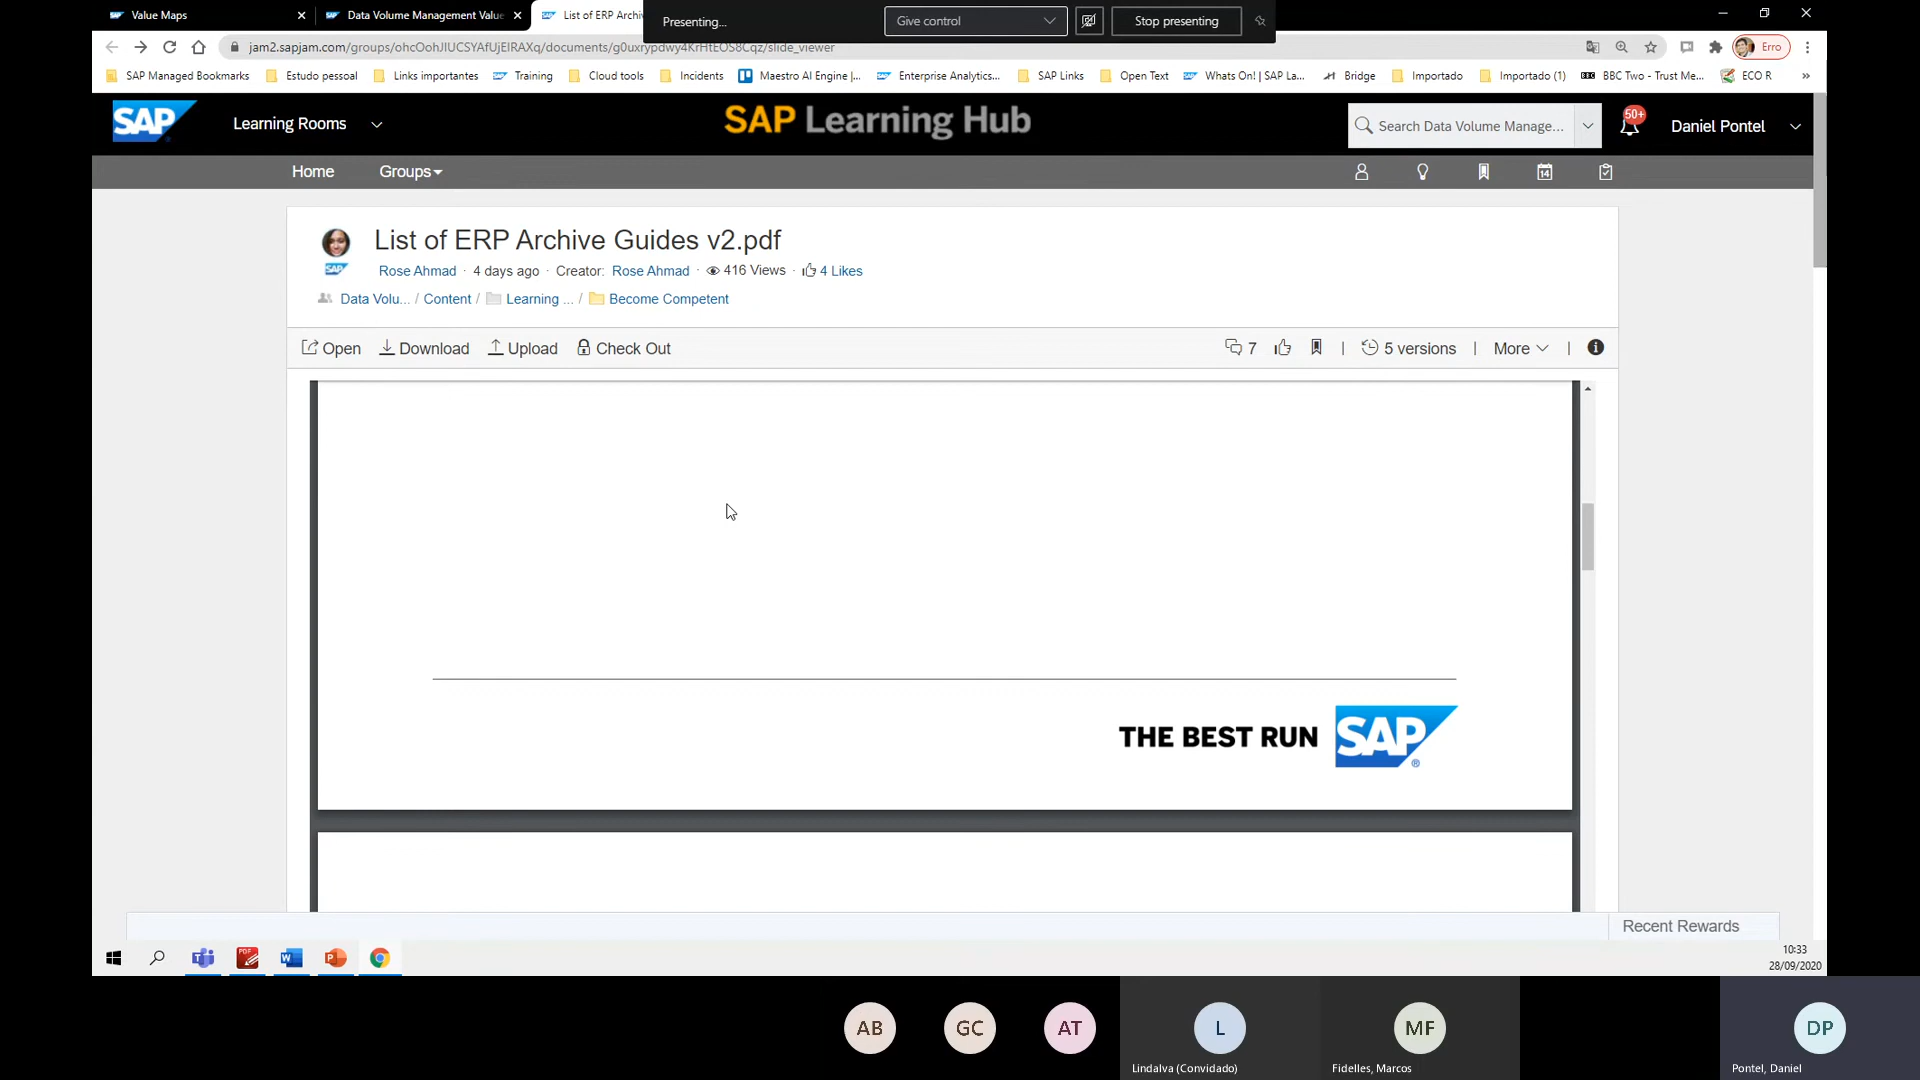 Value Maps
Data Volume Management Value
List of ERP Archi
Presenting...
Give control
Stop presenting
jam2.sapjam.com/groups/ohcOohJIUCSYAfUjEIRAXq/documents/g0uxrypdwy4KrHtEOS8Cqz/slide_viewer
Erro
SAP Managed Bookmarks
Estudo pessoal
Links importantes
Training
Cloud tools
Incidents
Maestro AI Engine |...
Enterprise Analytics...
SAP Links
Open Text
Whats On! | SAP La...
Bridge
Importado
Importado (1)
BBC Two - Trust Me...
ECO R
»
SAP
Learning Rooms
SAP Learning Hub
Search Data Volume Manage...
50+
Daniel Pontel
Home
Groups
14
List of ERP Archive Guides v2.pdf
SAP
Rose Ahmad · 4 days ago · Creator: Rose Ahmad · 416 Views · 4 Likes
Data Volu... / Content / Learning ... / Become Competent
Open
Download
Upload
Check Out
7
|
5 versions
|
More
|
THE BEST RUN SAP
®
Recent Rewards
10:33
28/09/2020
AB
GC
AT
L
MF
DP
Lindalva (Convidado)
Fidelles, Marcos
Pontel, Daniel